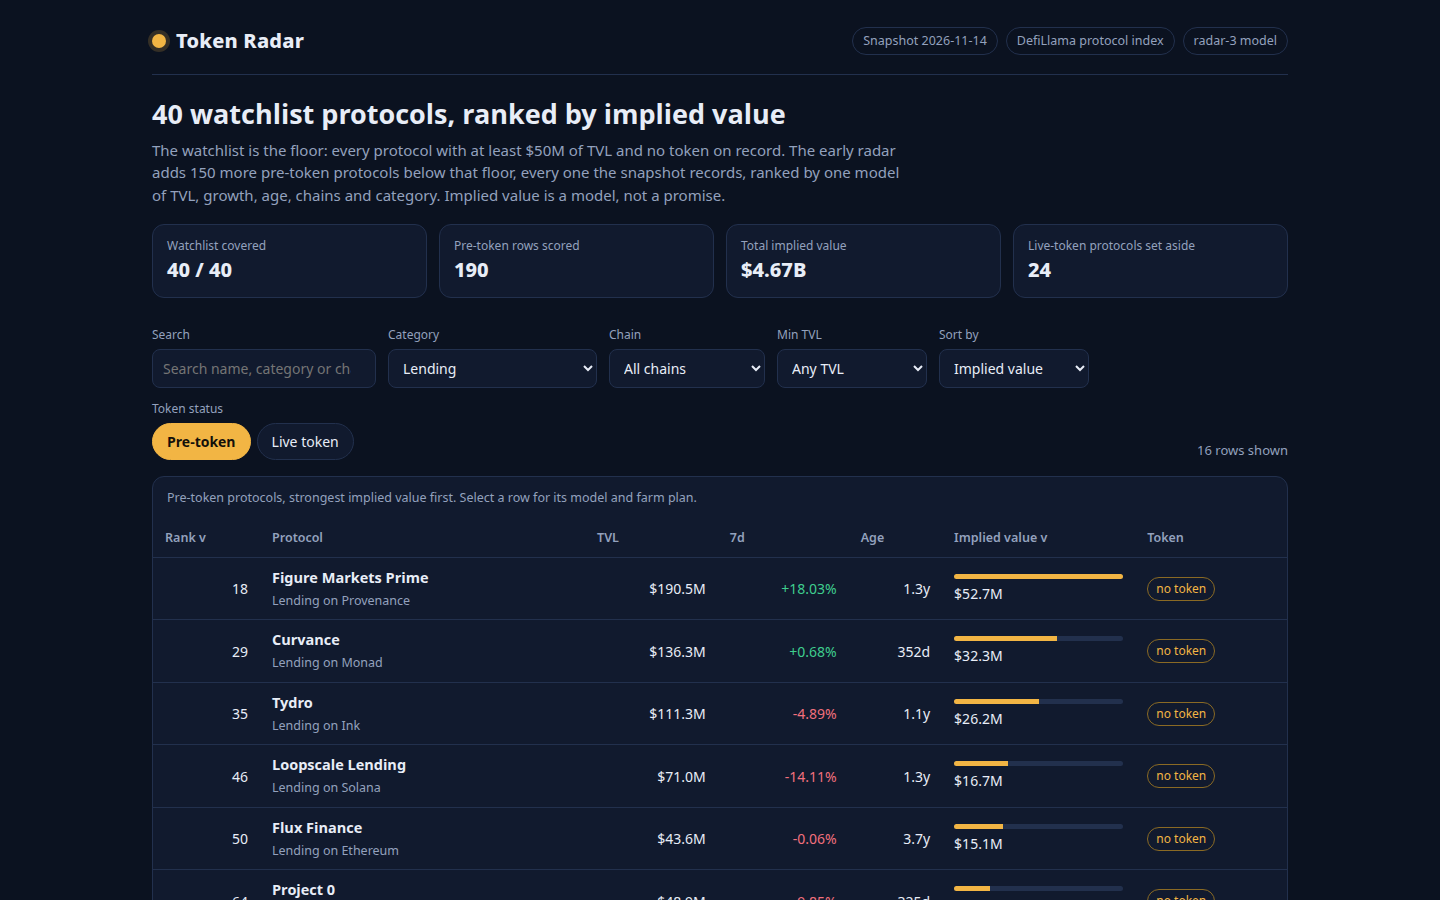 Token Radar
Snapshot 2026-11-14
DefiLlama protocol index
radar-3 model
40 watchlist protocols, ranked by implied value
The watchlist is the floor: every protocol with at least $50M of TVL and no token on record. The early radar
adds 150 more pre-token protocols below that floor, every one the snapshot records, ranked by one model
of TVL, growth, age, chains and category. Implied value is a model, not a promise.
Watchlist covered
40 / 40
Pre-token rows scored
190
Total implied value
$4.67B
Live-token protocols set aside
24
Search
Category
Chain
Min TVL
Sort by
Search name, category or ch
Lending
All chains
Any TVL
Implied value
Token status
Pre-token
Live token
16 rows shown
Pre-token protocols, strongest implied value first. Select a row for its model and farm plan.
Rank v
Protocol
TVL
7d
Age
Implied value v
Token
18
Figure Markets Prime
Lending on Provenance
$190.5M
+18.03%
1.3y
$52.7M
no token
29
Curvance
Lending on Monad
$136.3M
+0.68%
352d
$32.3M
no token
35
Tydro
Lending on Ink
$111.3M
-4.89%
1.1y
$26.2M
no token
46
Loopscale Lending
Lending on Solana
$71.0M
-14.11%
1.3y
$16.7M
no token
50
Flux Finance
Lending on Ethereum
$43.6M
-0.06%
3.7y
$15.1M
no token
Project 0